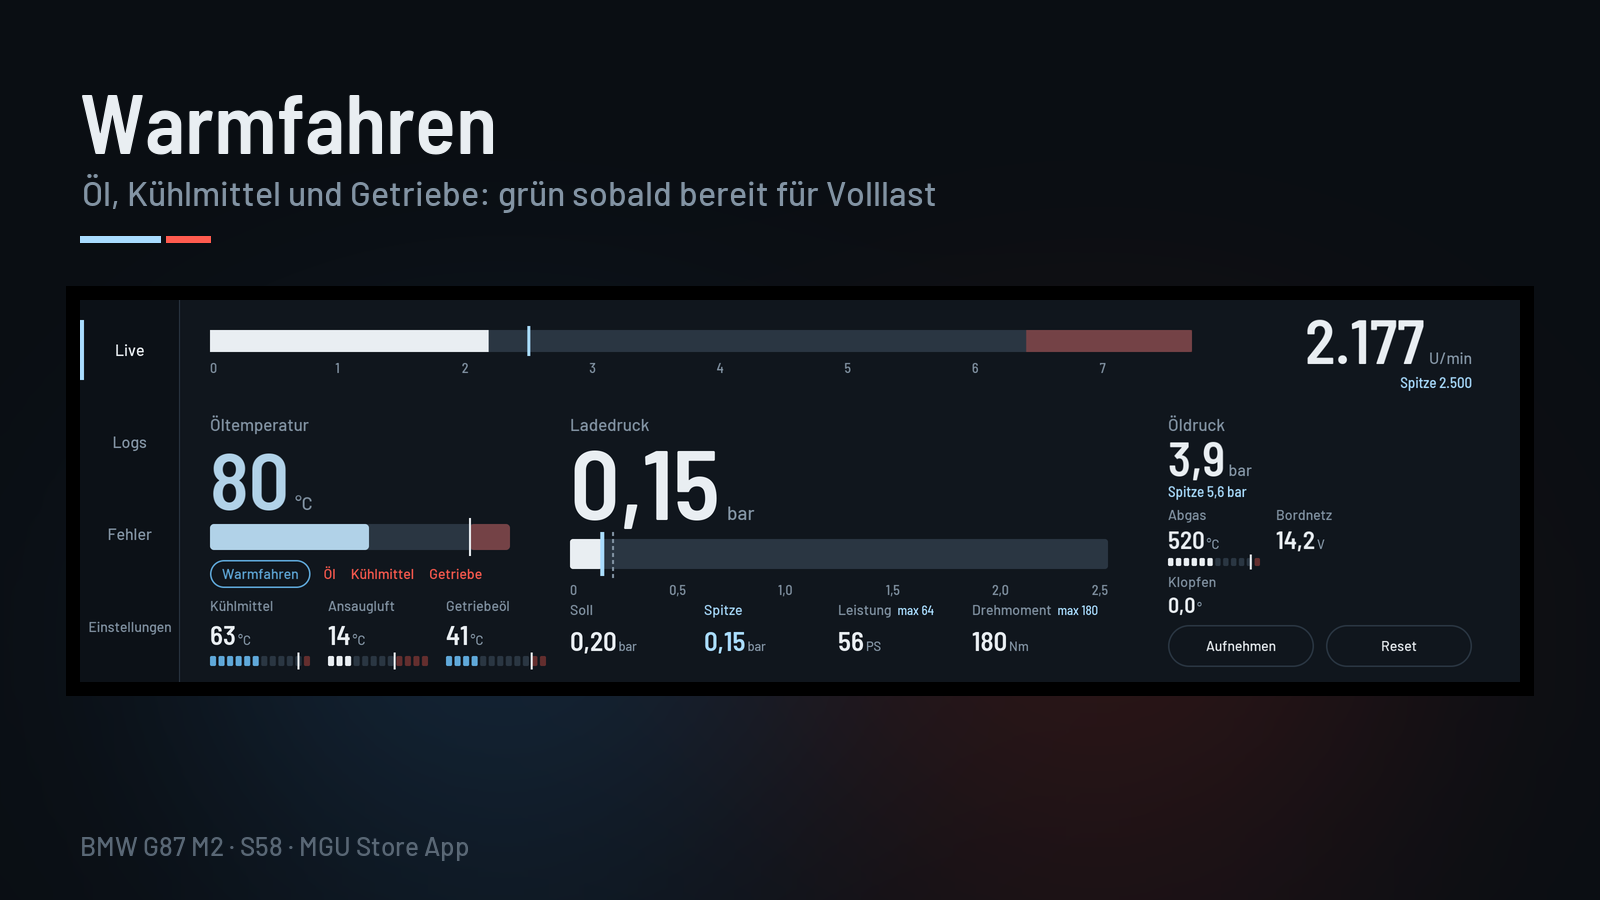 Warmfahren
Öl, Kühlmittel und Getriebe: grün sobald bereit für Volllast
Live
Logs
Fehler
Einstellungen
0 1 2 3 4 5 6 7
2.177 U/min
Spitze 2.500
Öltemperatur
80 °C
Warmfahren Öl Kühlmittel Getriebe
Kühlmittel Ansaugluft Getriebeöl
63 °C 14 °C 41 °C
Ladedruck
0,15 bar
0 0,5 1,0 1,5 2,0 2,5
Soll Spitze Leistung max 64 Drehmoment max 180
0,20 bar 0,15 bar 56 PS 180 Nm
Öldruck
3,9 bar
Spitze 5,6 bar
Abgas Bordnetz
520 °C 14,2 V
Klopfen
0,0 °
Aufnehmen Reset
BMW G87 M2 · S58 · MGU Store App